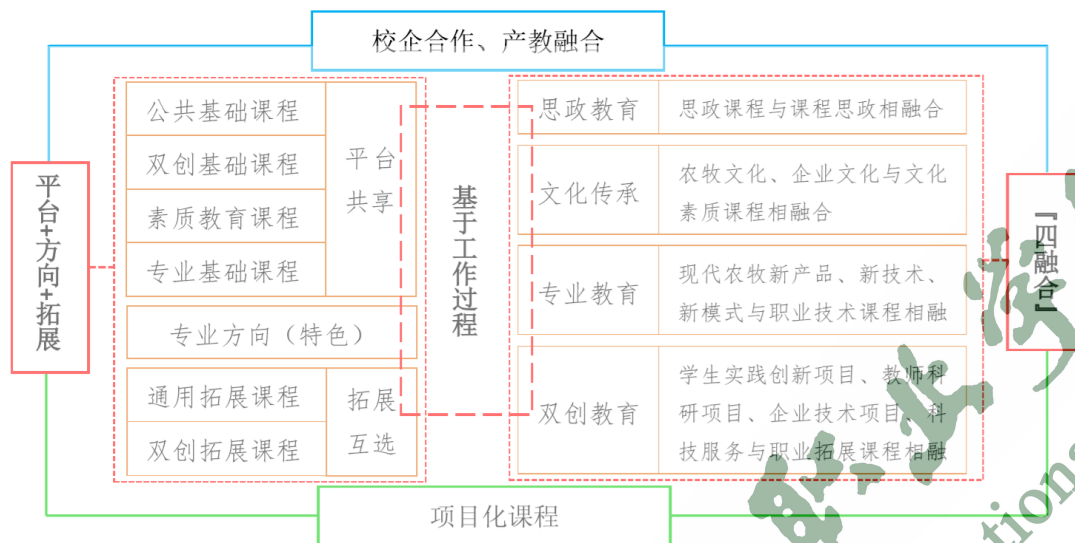 校企合作、产教融合
平台+方向+拓展
公共基础课程
双创基础课程
素质教育课程
专业基础课程
平台
共享
专业方向（特色）
通用拓展课程
双创拓展课程
拓展
互选
基于工作过程
思政教育
思政课程与课程思政相融合
文化传承
农牧文化、企业文化与文化
素质课程相融合
专业教育
现代农牧新产品、新技术、
新模式与职业技术课程相融
双创教育
学生实践创新项目、教师科
研项目、企业技术项目、科
技服务与职业拓展课程相融
『四融合』
项目化课程